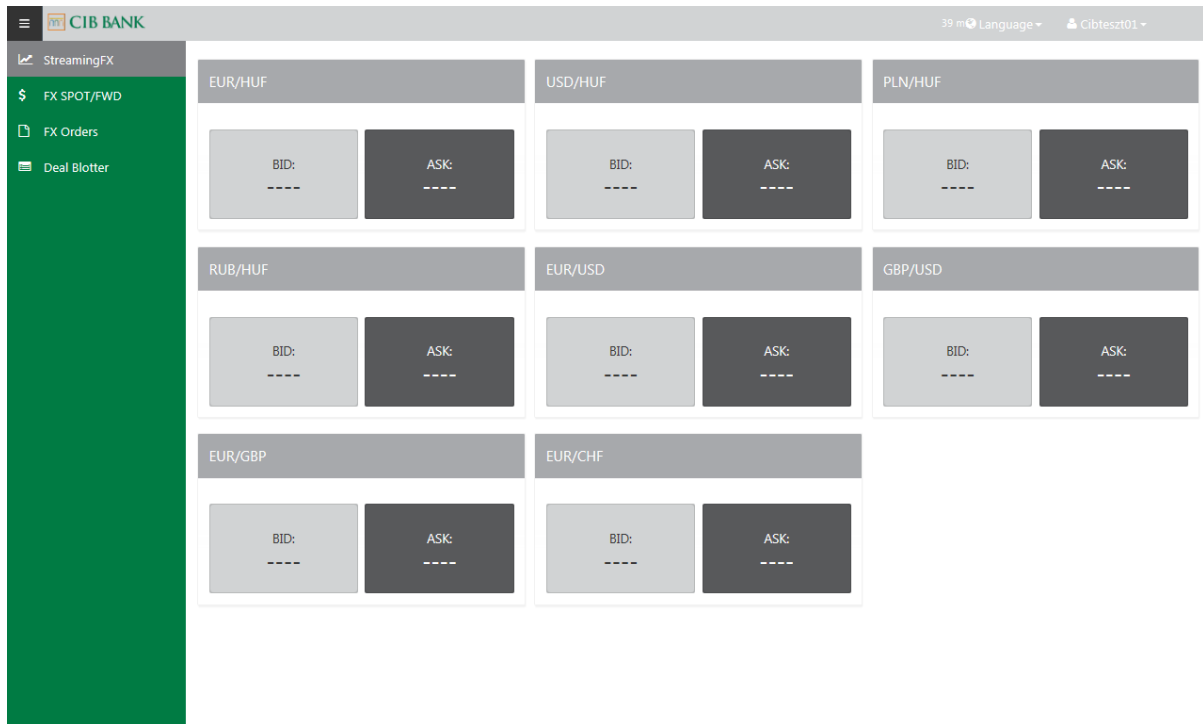 CIB BANK
39 m Language Cibteszt01
StreamingFX
FX SPOT/FWD
FX Orders
Deal Blotter
EUR/HUF USD/HUF PLN/HUF
BID: ASK: BID: ASK: BID: ASK:
---- ---- ---- ---- ---- ----
RUB/HUF EUR/USD GBP/USD
BID: ASK: BID: ASK: BID: ASK:
---- ---- ---- ---- ---- ----
EUR/GBP EUR/CHF
BID: ASK: BID: ASK:
---- ---- ---- ----